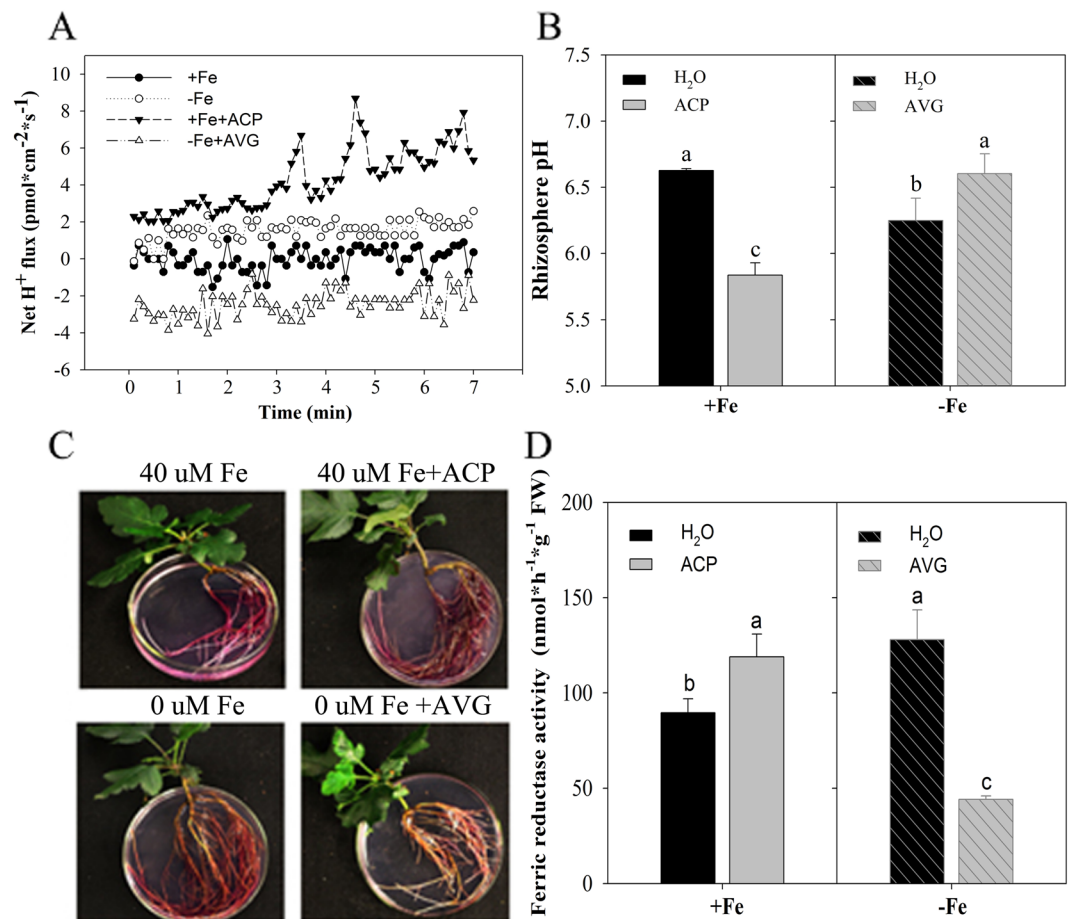 A
Net H+ flux (pmol*cm-2*s-1)
10
8
6
4
2
0
-2
-4
-6
+Fe
-Fe
+Fe+ACP
-Fe+AVG
0 1 2 3 4 5 6 7
Time (min)
B
Rhizosphere pH
7.5
7.0
6.5
6.0
5.5
5.0
H2O
ACP
H2O
AVG
a
c
b
a
+Fe -Fe
C
40 uM Fe
40 uM Fe+ACP
0 uM Fe
0 uM Fe +AVG
D
Ferric reductase activity (nmol*h-1*g-1 FW)
200
150
100
50
0
H2O
ACP
H2O
AVG
b
a
a
c
+Fe -Fe